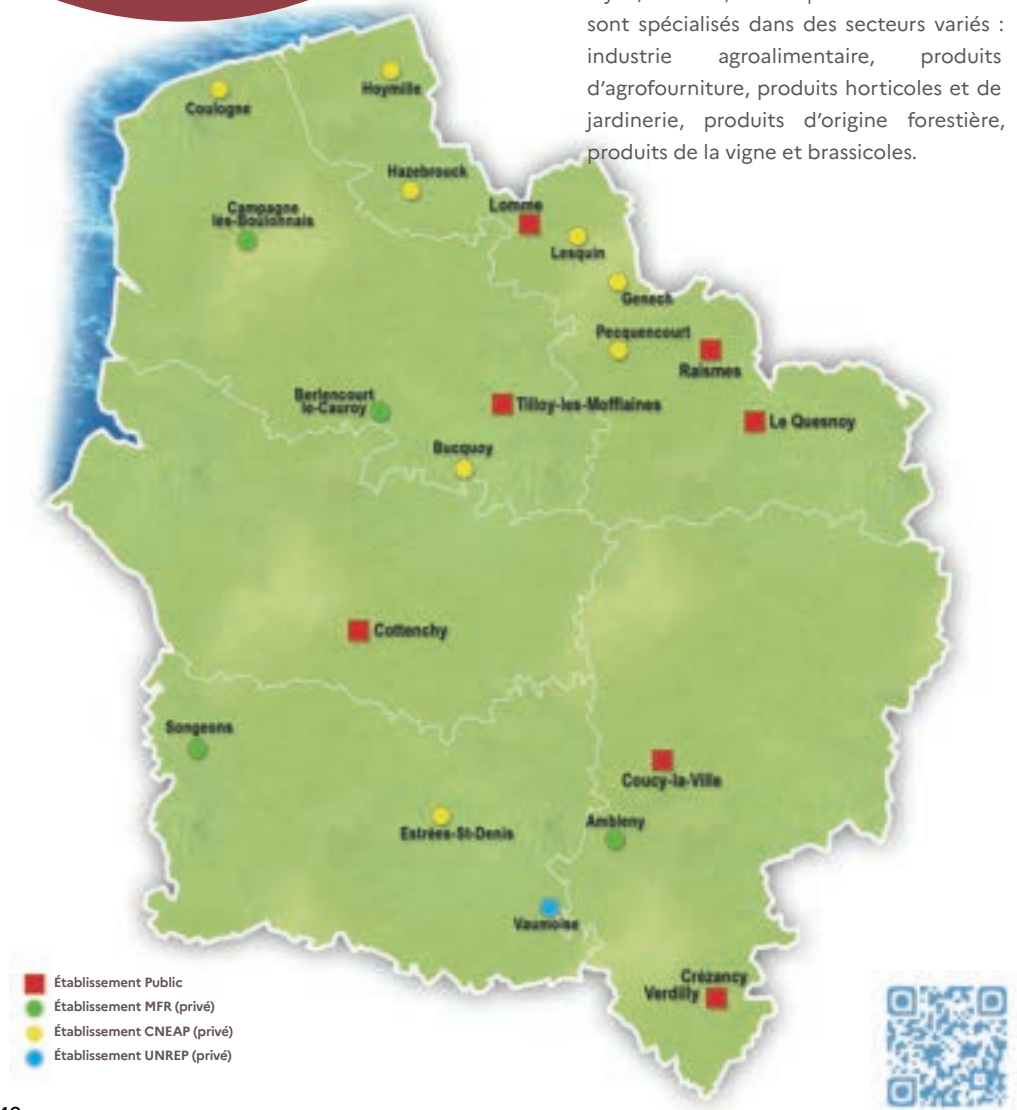 sont spécialisés dans des secteurs variés :
industrie agroalimentaire, produits
d'agrofourniture, produits horticoles et de
jardinerie, produits d'origine forestière,
produits de la vigne et brassicoles.
Hoymille
Coulogne
Hazebrouck
Lomme
Campagne
lès-Boulonnais
Lesquin
Genech
Pecquencourt
Raismes
Berlencourt
le-Cauroy
Tilloy-les-Mofflaines
Le Quesnoy
Bucquoy
Cottenchy
Songeons
Coucy-la-Ville
Ambleny
Estrées-St-Denis
Vaumoise
Crézancy
Verdilly
Établissement Public
Établissement MFR (privé)
Établissement CNEAP (privé)
Établissement UNREP (privé)